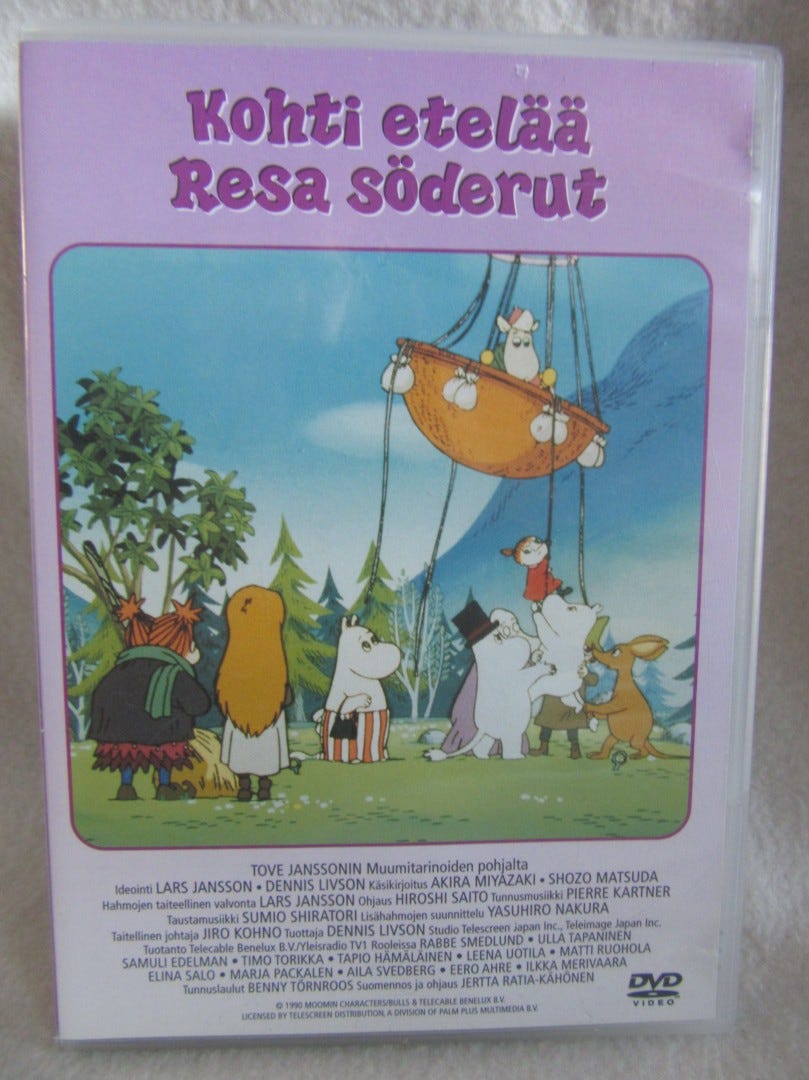 Kohti etelää
Resa söderut
TOVE JANSSONIN Muumitarinoiden pohjalta
Ideointi LARS JANSSON • DENNIS LIVSON Käsikirjoitus AKIRA MIYAZAKI • SHOZO MATSUDA
Hahmojen taiteellinen valvonta LARS JANSSON Ohjaus HIROSHI SAITO Tunnusmusiikki PIERRE KARTNER
Taustamusiikki SUMIO SHIRATORI Lisähahmojen suunnittelu YASUHIRO NAKURA
Taitellinen johtaja JIRO KOHNO Tuottaja DENNIS LIVSON Studio Telescreen Japan Inc., Teleimage Japan Inc.
Tuotanto Telecable Benelux B.V/Yleisradio TV1 Rooleissa RABBE SMEDLUND • ULLA TAPANINEN
SAMULI EDELMAN • TIMO TORIKKA • TAPIO HÄMÄLÄINEN • LEENA UOTILA • MATTI RUOHOLA
ELINA SALO • MARJA PACKALEN • AILA SVEDBERG • EERO AHRE • ILKKA MERIVAARA
Tunnuslaulut BENNY TÖRNROOS Suomennos ja ohjaus JERTTA RATIA-KÄHÖNEN
© 1990 MOOMIN CHARACTERS/BULLS & TELECABLE BENELUX B.V.
LICENSED BY TELESCREEN DISTRIBUTION, A DIVISION OF PALM PLUS MULTIMEDIA B.V.
DVD
VIDEO